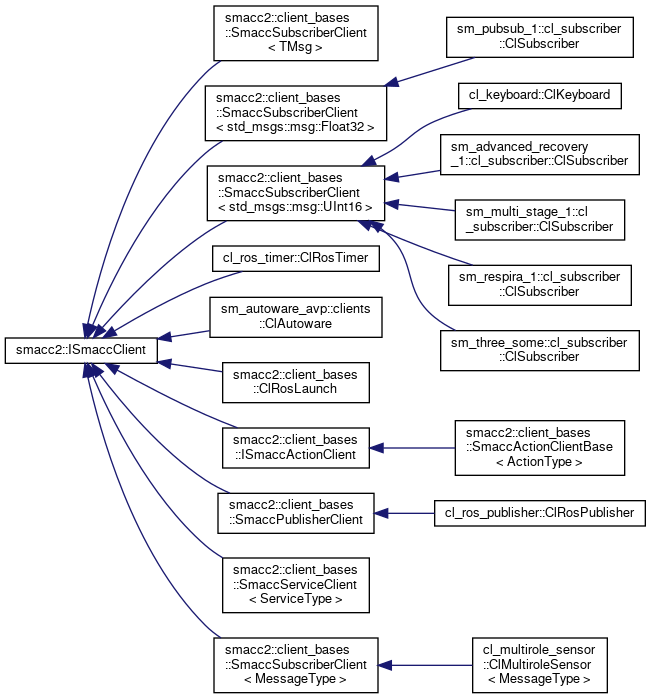 smacc2::ISmaccClient
smacc2::client_bases
::SmaccSubscriberClient
< TMsg >
smacc2::client_bases
::SmaccSubscriberClient
< std_msgs::msg::Float32 >
smacc2::client_bases
::SmaccSubscriberClient
< std_msgs::msg::UInt16 >
cl_ros_timer::ClRosTimer
sm_autoware_avp::clients
::ClAutoware
smacc2::client_bases
::ClRosLaunch
smacc2::client_bases
::ISmaccActionClient
smacc2::client_bases
::SmaccPublisherClient
smacc2::client_bases
::SmaccServiceClient
< ServiceType >
smacc2::client_bases
::SmaccSubscriberClient
< MessageType >
sm_pubsub_1::cl_subscriber
::ClSubscriber
cl_keyboard::ClKeyboard
sm_advanced_recovery
_1::cl_subscriber::ClSubscriber
sm_multi_stage_1::cl
_subscriber::ClSubscriber
sm_respira_1::cl_subscriber
::ClSubscriber
sm_three_some::cl_subscriber
::ClSubscriber
smacc2::client_bases
::SmaccActionClientBase
< ActionType >
cl_ros_publisher::ClRosPublisher
cl_multirole_sensor
::ClMultiroleSensor
< MessageType >